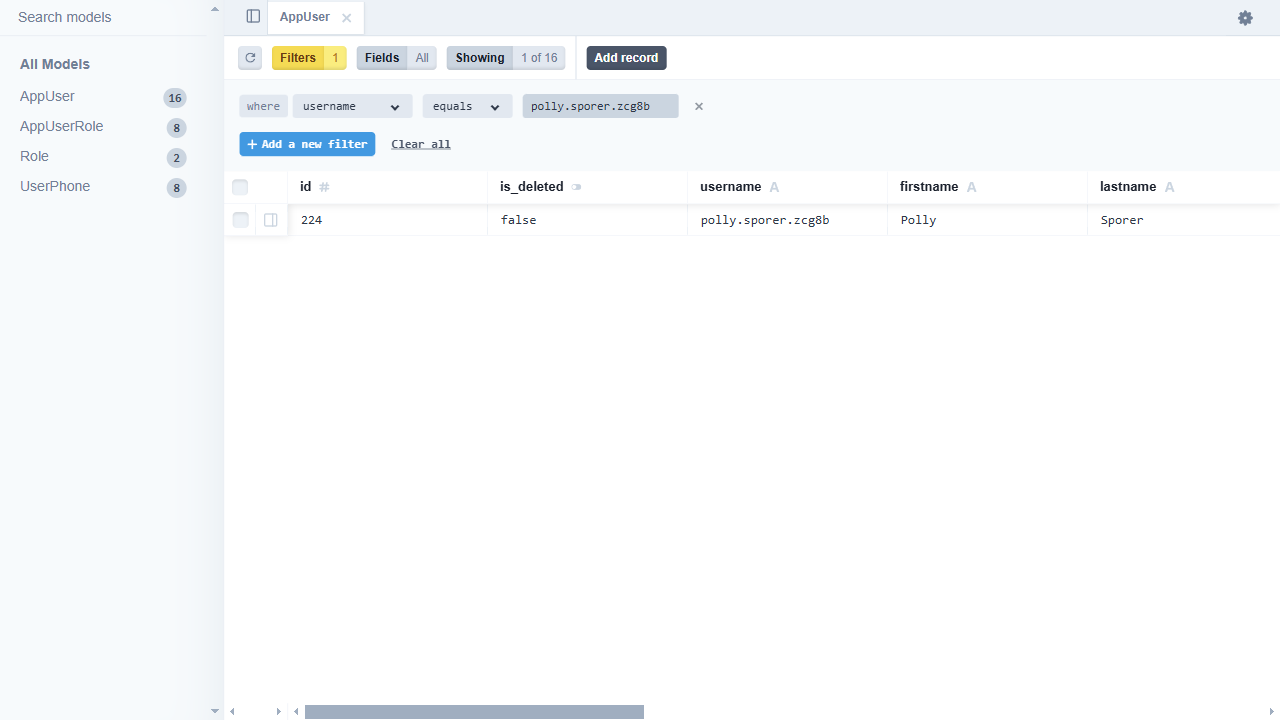 Search models
All Models
AppUser 16
AppUserRole 8
Role 2
UserPhone 8
AppUser
Filters 1 Fields All Showing 1 of 16 Add record
where username equals polly.sporer.zcg8b
+ Add a new filter Clear all
id # is_deleted username A firstname A lastname A
224 false polly.sporer.zcg8b Polly Sporer